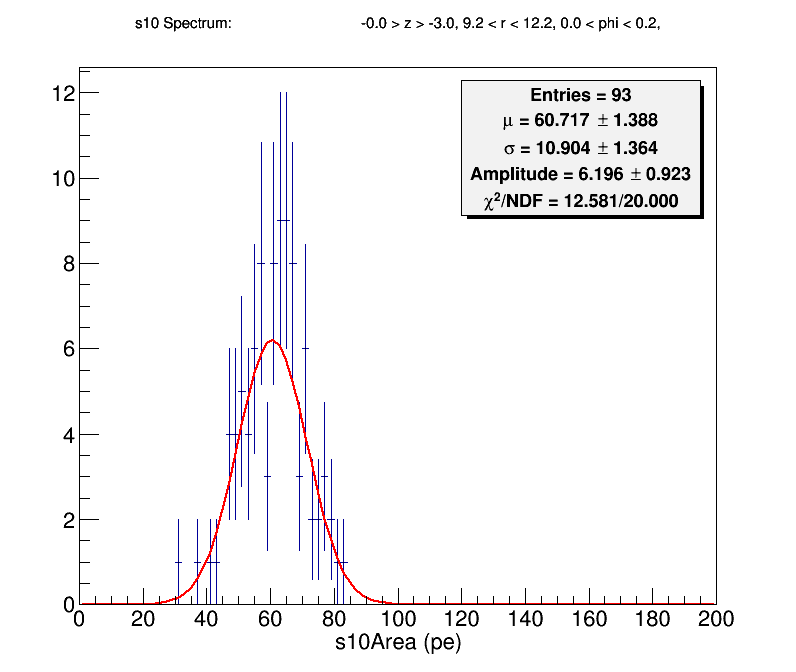 s10 Spectrum: -0.0 > z > -3.0, 9.2 < r < 12.2, 0.0 < phi < 0.2,
Entries = 93
μ = 60.717 ± 1.388
σ = 10.904 ± 1.364
Amplitude = 6.196 ± 0.923
χ²/NDF = 12.581/20.000
12
10
8
6
4
2
0
0 20 40 60 80 100 120 140 160 180 200
s10Area (pe)